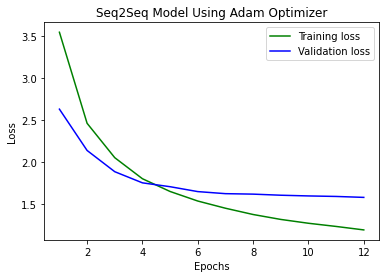 Seq2Seq Model Using Adam Optimizer
Training loss
Validation loss
Loss
3.5
3.0
2.5
2.0
1.5
2 4 6 8 10 12
Epochs